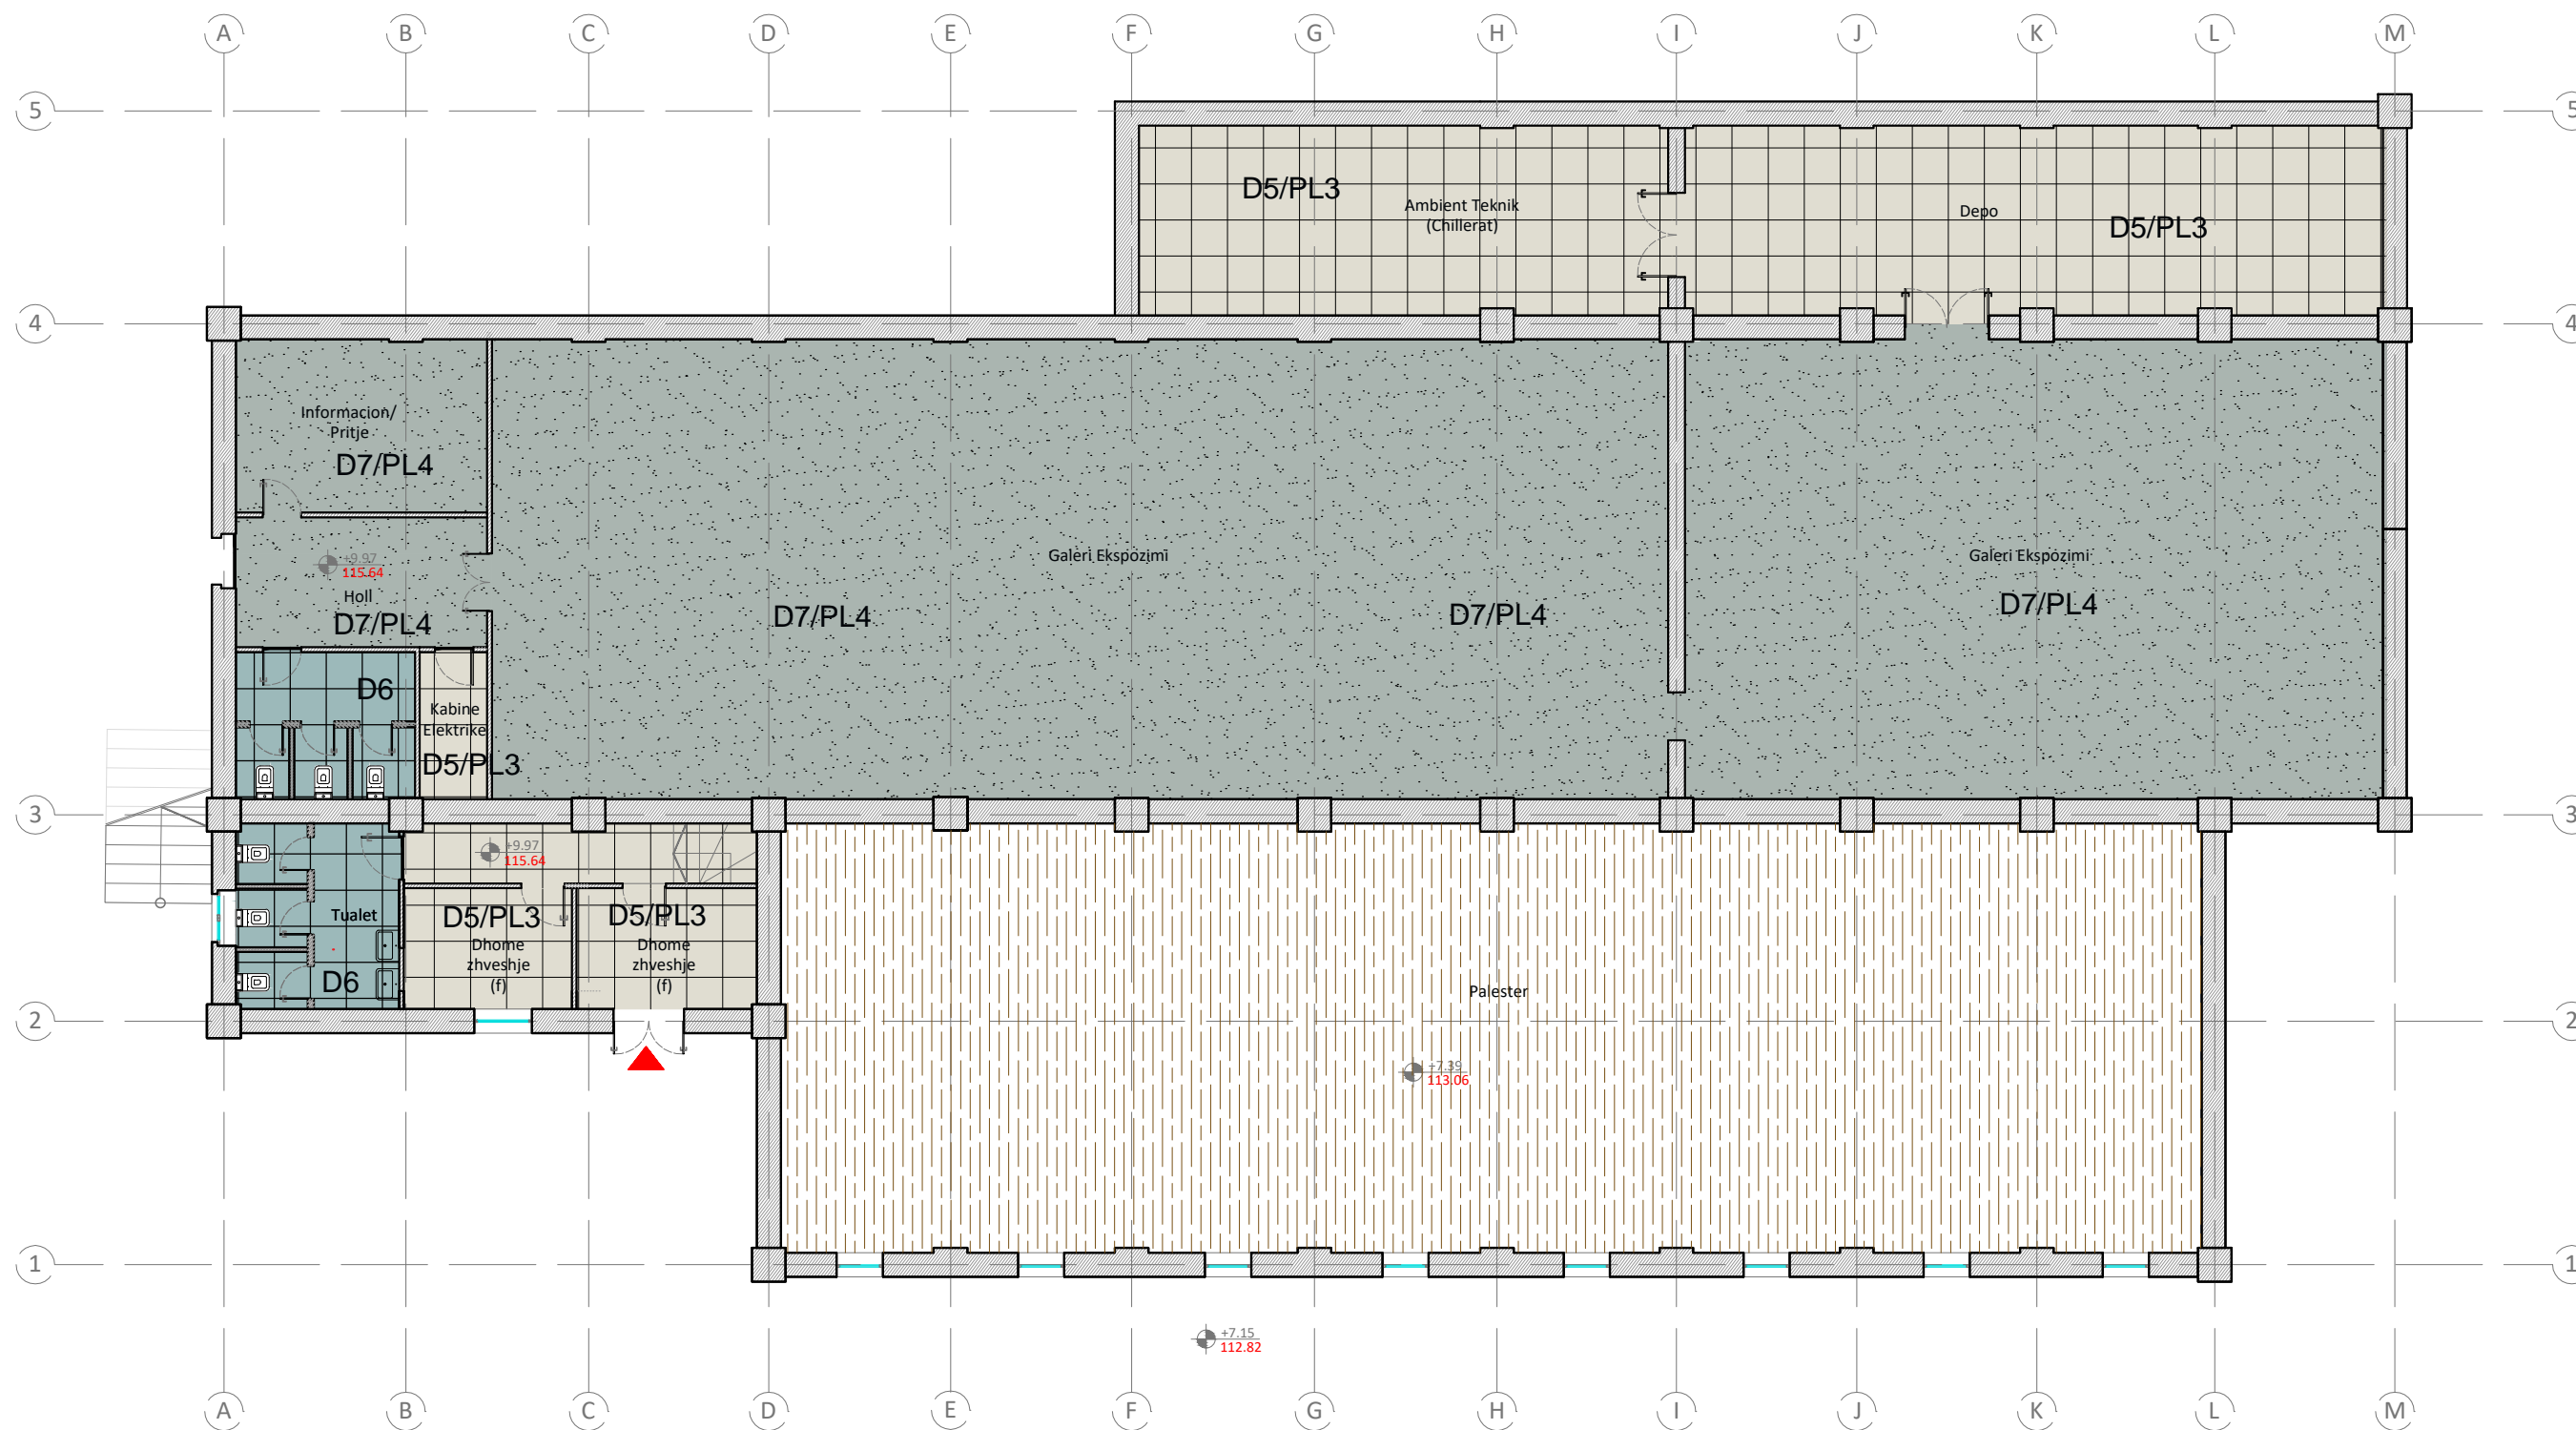 A B C D E F G H I J K L M
5 5
D5/PL3
Ambient Teknik
(Chillerat)
Depo
D5/PL3
4 4
Informacion/
Pritje
D7/PL4
+9.97
115.64
Holl
D7/PL4
Galeri Ekspozimi
D7/PL4
D7/PL4
Galeri Ekspozimi
D7/PL4
D6
Kabine
Elektrike
D5/PL3
3 3
+9.97
115.64
Tualet
D6
D5/PL3
Dhome
zhveshje
(f)
D5/PL3
Dhome
zhveshje
(f)
Palester
2 2
+7.39
113.06
1 1
+7.15
112.82
A B C D E F G H I J K L M